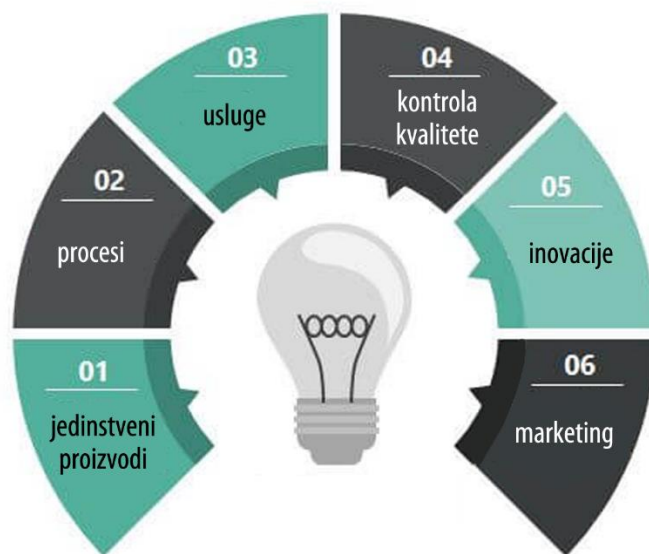 01
jedinstveni
proizvodi
02
procesi
03
usluge
04
kontrola
kvalitete
05
inovacije
06
marketing